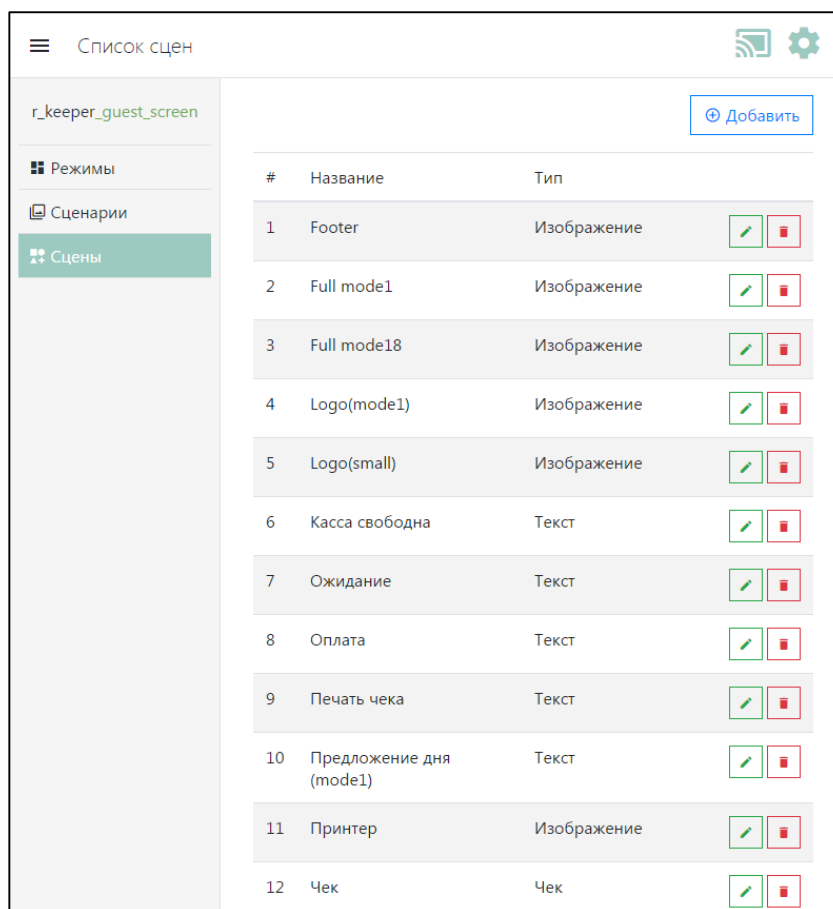 Список сцен
r_keeper_guest_screen
Добавить
Режимы
Сценарии
Сцены
# Название Тип
1 Footer Изображение
2 Full mode1 Изображение
3 Full mode18 Изображение
4 Logo(mode1) Изображение
5 Logo(small) Изображение
6 Касса свободна Текст
7 Ожидание Текст
8 Оплата Текст
9 Печать чека Текст
10 Предложение дня Текст
(mode1)
11 Принтер Изображение
12 Чек Чек